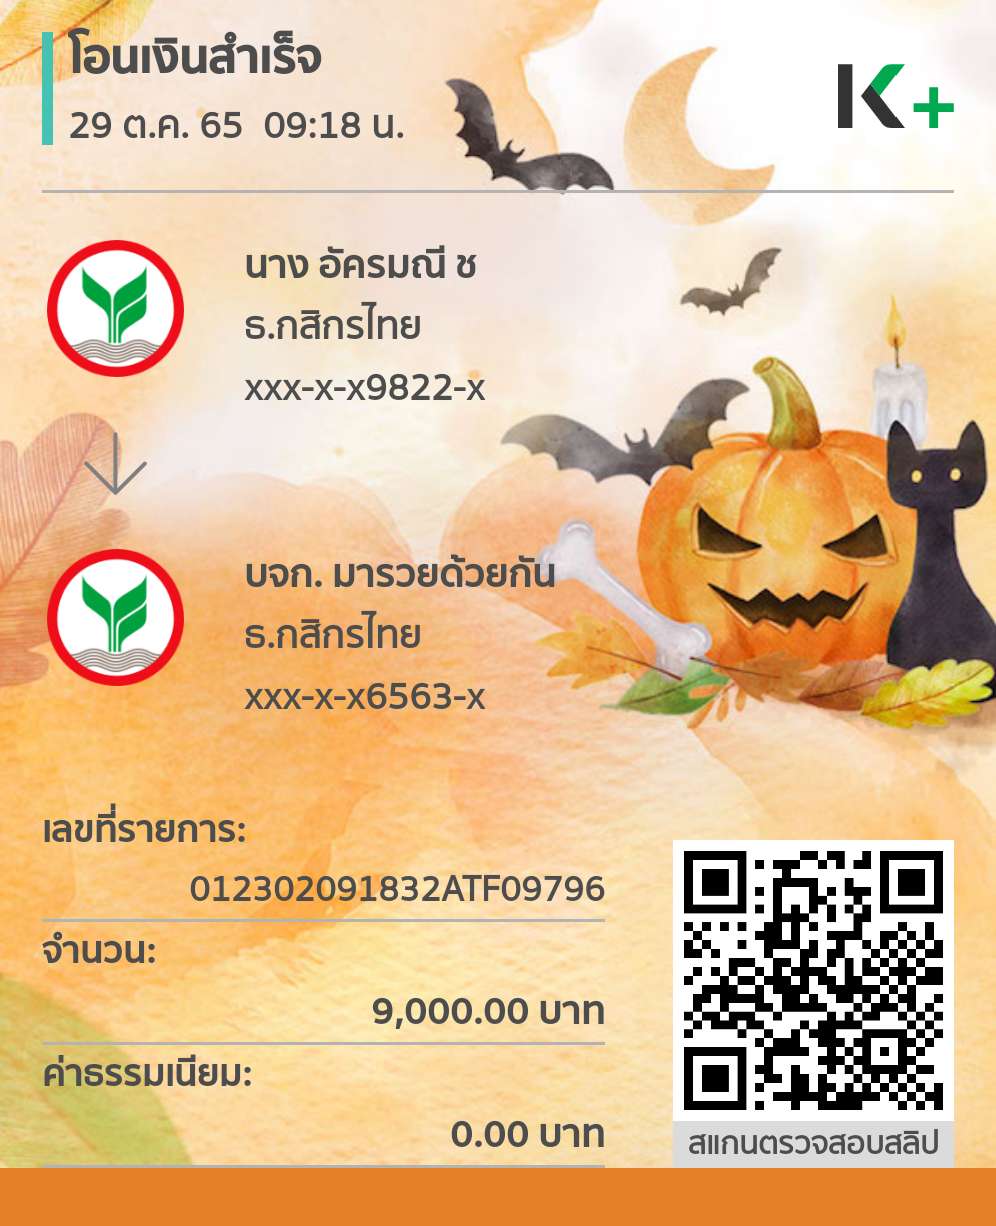 โอนเงินสำเร็จ
29 ต.ค. 65 09:18 น.
K+
นาง อัครมณี ช
ธ.กสิกรไทย
xxx-x-x9822-x
บจก. มารวยด้วยกัน
ธ.กสิกรไทย
xxx-x-x6563-x
เลขที่รายการ:
012302091832ATF09796
จำนวน:
9,000.00 บาท
ค่าธรรมเนียม:
0.00 บาท
สแกนตรวจสอบสลิป